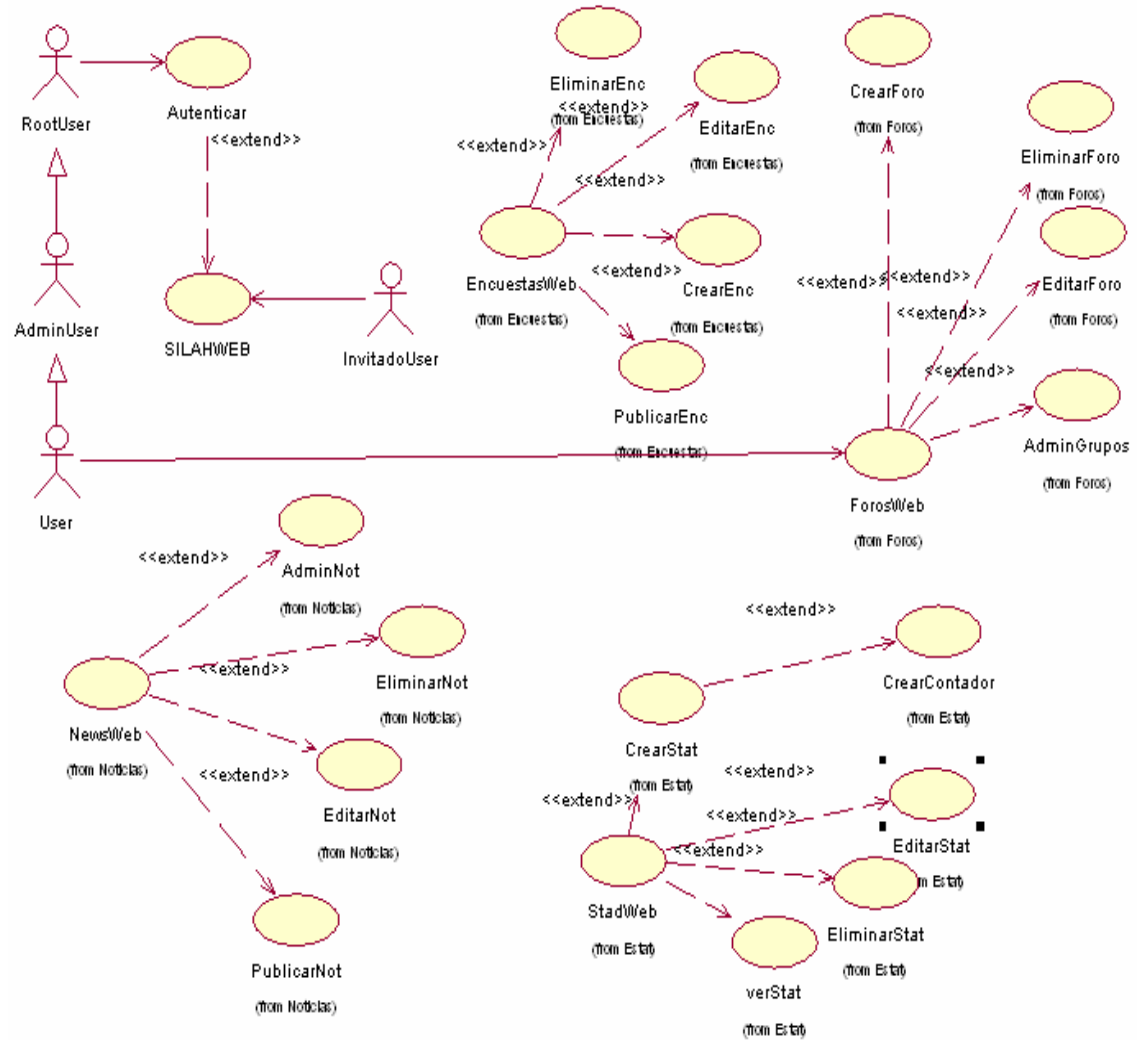 RootUser
Autenticar
<<extend>>
AdminUser
SILAHWEB
InvitadoUser
User
EliminarEnc
<<extend>>
(from Encuestas)
<<extend>>
EditarEnc
(from Encuestas)
<<extend>>
EncuestasWeb
(from Encuestas)
<<extend>>
CrearEnc
(from Encuestas)
PublicarEnc
(from Encuestas)
CrearForo
(from Foros)
EliminarForo
(from Foros)
<<extend>>
<<extend>>
EditarForo
(from Foros)
<<extend>>
<<extend>>
AdminGrupos
(from Foros)
ForosWeb
(from Foros)
<<extend>>
AdminNot
(from Noticias)
<<extend>>
EliminarNot
(from Noticias)
NewsWeb
(from Noticias)
<<extend>>
EditarNot
(from Noticias)
PublicarNot
(from Noticias)
<<extend>>
CrearContador
(from Estat)
CrearStat
(from Estat)
<<extend>>
<<extend>>
<<extend>>
<<extend>>
EditarStat
Estat)
StadWeb
(from Estat)
EliminarStat
(from Estat)
verStat
(from Estat)